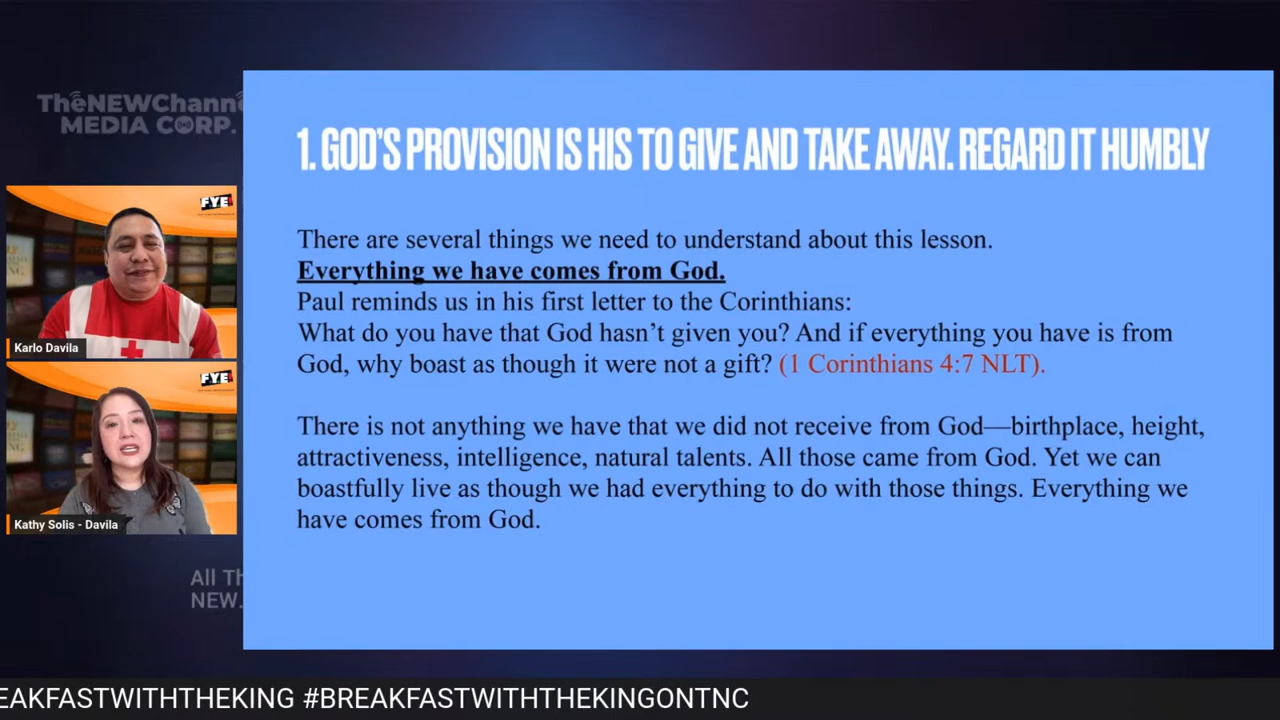 TheNEWChann
MEDIA CORP.
1. GOD'S PROVISION IS HIS TO GIVE AND TAKE AWAY. REGARD IT HUMBLY
There are several things we need to understand about this lesson.
Everything we have comes from God.
Paul reminds us in his first letter to the Corinthians:
What do you have that God hasn't given you? And if everything you have is from
God, why boast as though it were not a gift? (1 Corinthians 4:7 NLT).
There is not anything we have that we did not receive from God—birthplace, height,
attractiveness, intelligence, natural talents. All those came from God. Yet we can
boastfully live as though we had everything to do with those things. Everything we
have comes from God.
FYE
Karlo Davila
FYE
Kathy Solis - Davila
All Th
NEW.
EAKFASTWITHTHEKING #BREAKFASTWITHTHEKINGONTNC